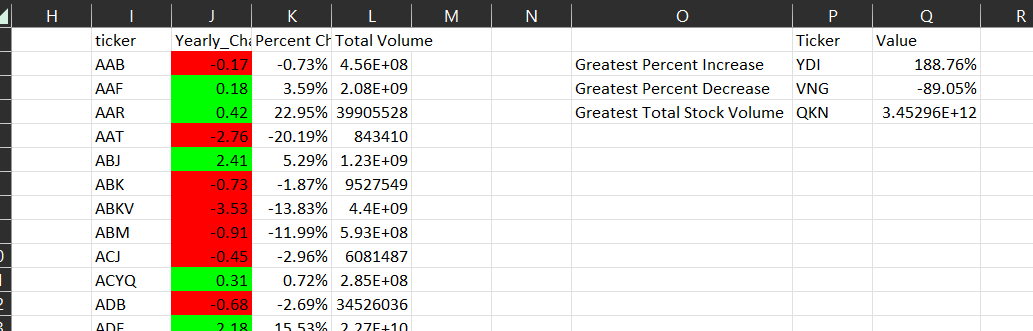 H I J K L M N O P Q R
ticker Yearly_Cha Percent Ch Total Volume Ticker Value
AAB -0.17 -0.73% 4.56E+08 Greatest Percent Increase YDI 188.76%
AAF 0.18 3.59% 2.08E+09 Greatest Percent Decrease VNG -89.05%
AAR 0.42 22.95% 39905528 Greatest Total Stock Volume QKN 3.45296E+12
AAT -2.76 -20.19% 843410
ABJ 2.41 5.29% 1.23E+09
ABK -0.73 -1.87% 9527549
ABKV -3.53 -13.83% 4.4E+09
ABM -0.91 -11.99% 5.93E+08
0 ACJ -0.45 -2.96% 6081487
1 ACYQ 0.31 0.72% 2.85E+08
2 ADB -0.68 -2.69% 34526036
3 ADF 2.18 15.53% 2.27E+10